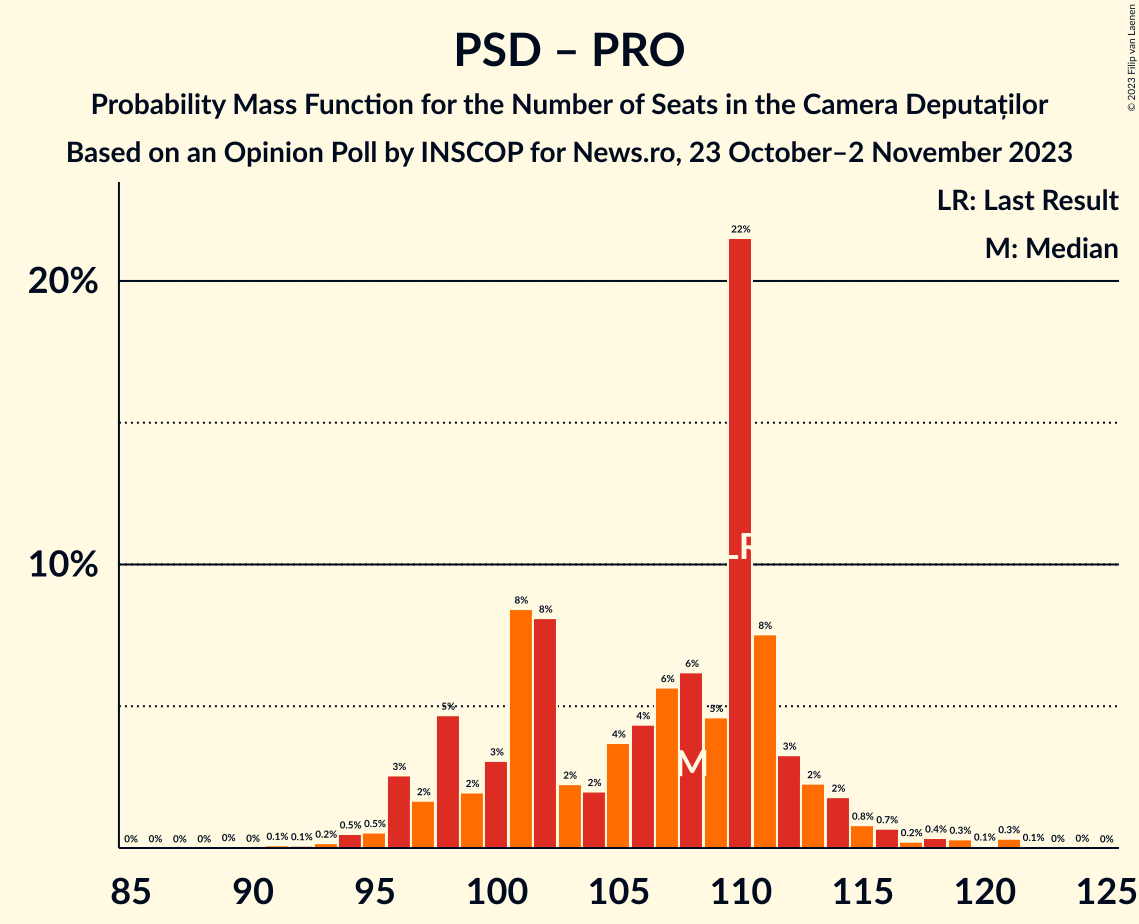 PSD – PRO
Probability Mass Function for the Number of Seats in the Camera Deputaților
Based on an Opinion Poll by INSCOP for News.ro, 23 October–2 November 2023
© 2023 Filip van Laenen
LR: Last Result
M: Median
20%
10%
0% 0% 0% 0% 0% 0% 0.1% 0.1% 0.2% 0.5% 0.5% 3% 2% 5% 2% 3% 8% 8% 2% 2% 4% 4% 6% 6% 5% 22% 8% 3% 2% 2% 0.8% 0.7% 0.2% 0.4% 0.3% 0.1% 0.3% 0.1% 0% 0% 0%
LR
M
85 90 95 100 105 110 115 120 125